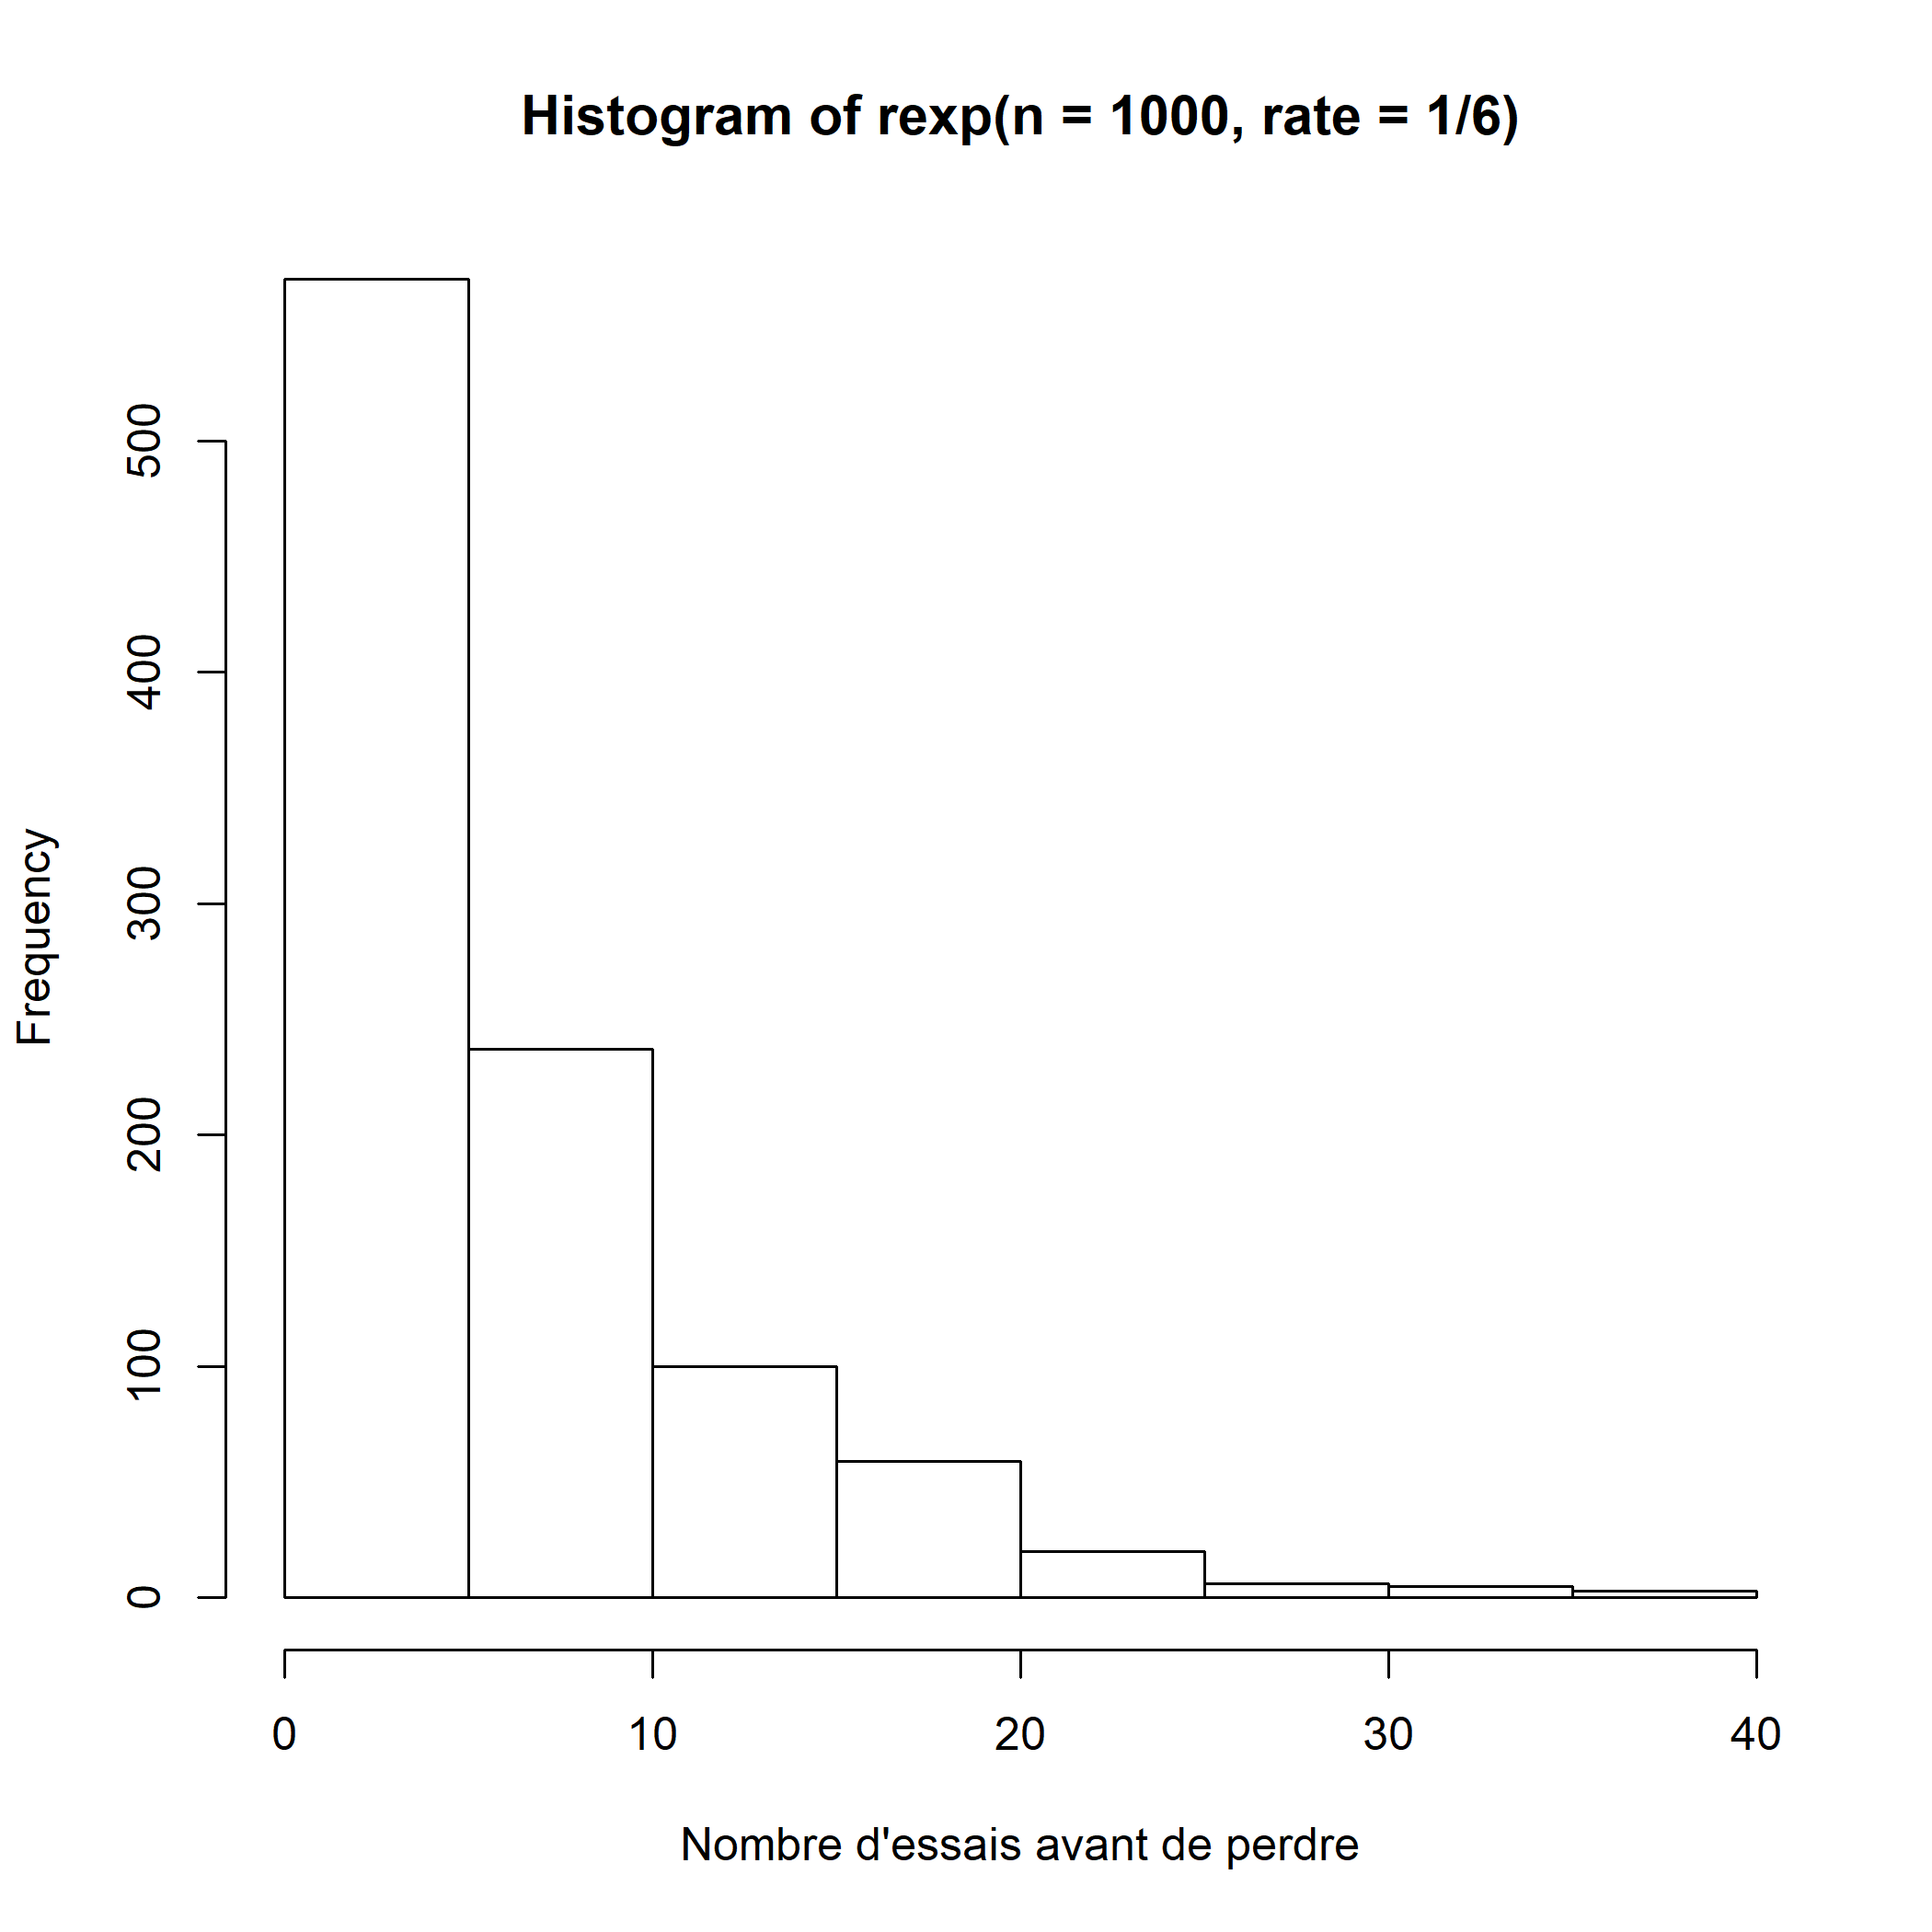 Histogram of rexp(n = 1000, rate = 1/6)
Frequency
500
400
300
200
100
0
0 10 20 30 40
Nombre d'essais avant de perdre